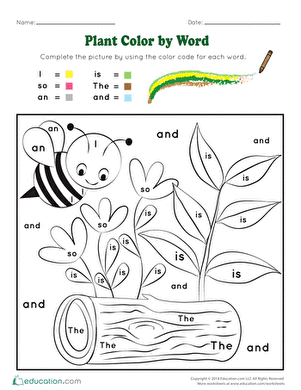 Name: Date:
Plant Color by Word
Complete the picture by using the color code for each word.
I = is =
so = The =
an = and =
and
an
an
is
is
so
is
is
and
so
so
is
is
and
is
is
and
is
and
The
The
The
The
The
and
education.com
Copyright © 2018 Education.com LLC All Rights Reserved
More worksheets at www.education.com/worksheets